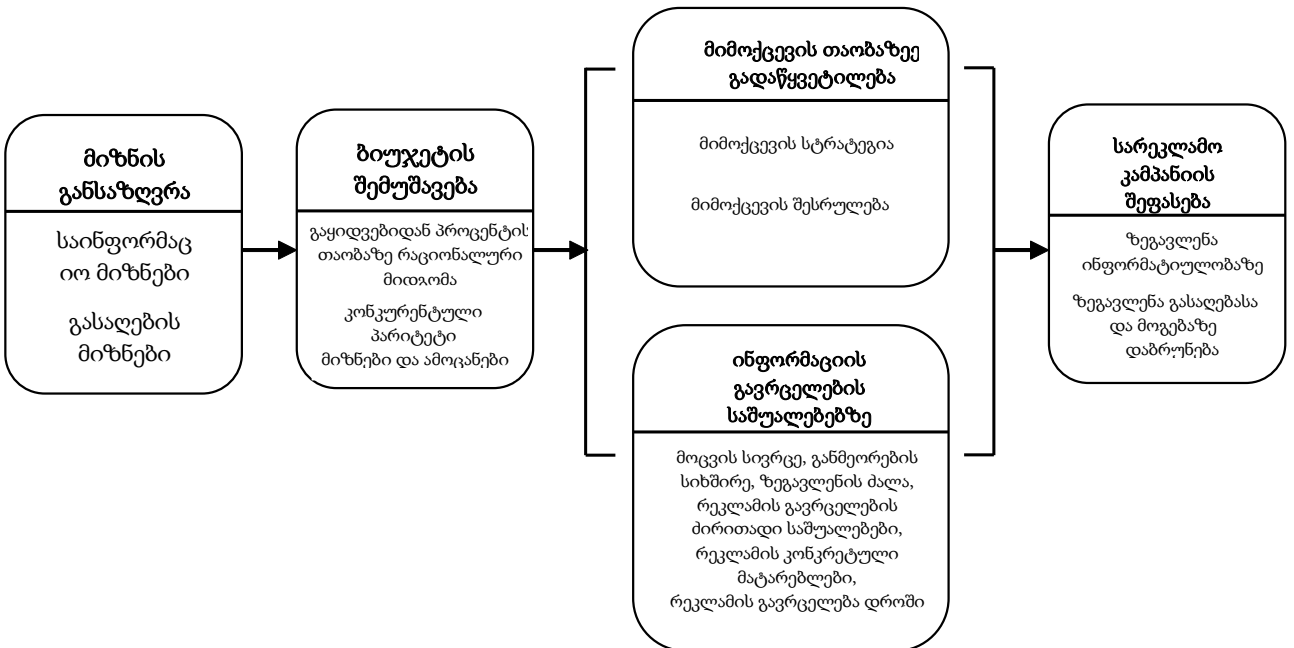 მიზნის
განსაზღვრა
საინფორმაც
იო მიზნები
გასაღების
მიზნები
ბიუჯეტის
შემუშავება
გაყიდვებიდან პროცენტის
თაობაზე რაციონალური
მიდგომა
კონკურენტული
პარიტეტი
მიზნები და ამოცანები
მიმოქცევის თაობაზეე
გადაწყვეტილება
მიმოქცევის სტრატეგია
მიმოქცევის შესრულება
ინფორმაციის
გავრცელების
საშუალებებზე
მოცვის სივრცე, განმეორების
სიხშირე, ზეგავლენის ძალა,
რეკლამის გავრცელების
ძირითადი საშუალებები,
რეკლამის კონკრეტული
მატარებლები,
რეკლამის გავრცელება დროში
სარეკლამო
კამპანიის
შეფასება
ზეგავლენა
ინფორმატიულობაზე
ზეგავლენა გასაღებასა
და მოგებაზე
დაბრუნება